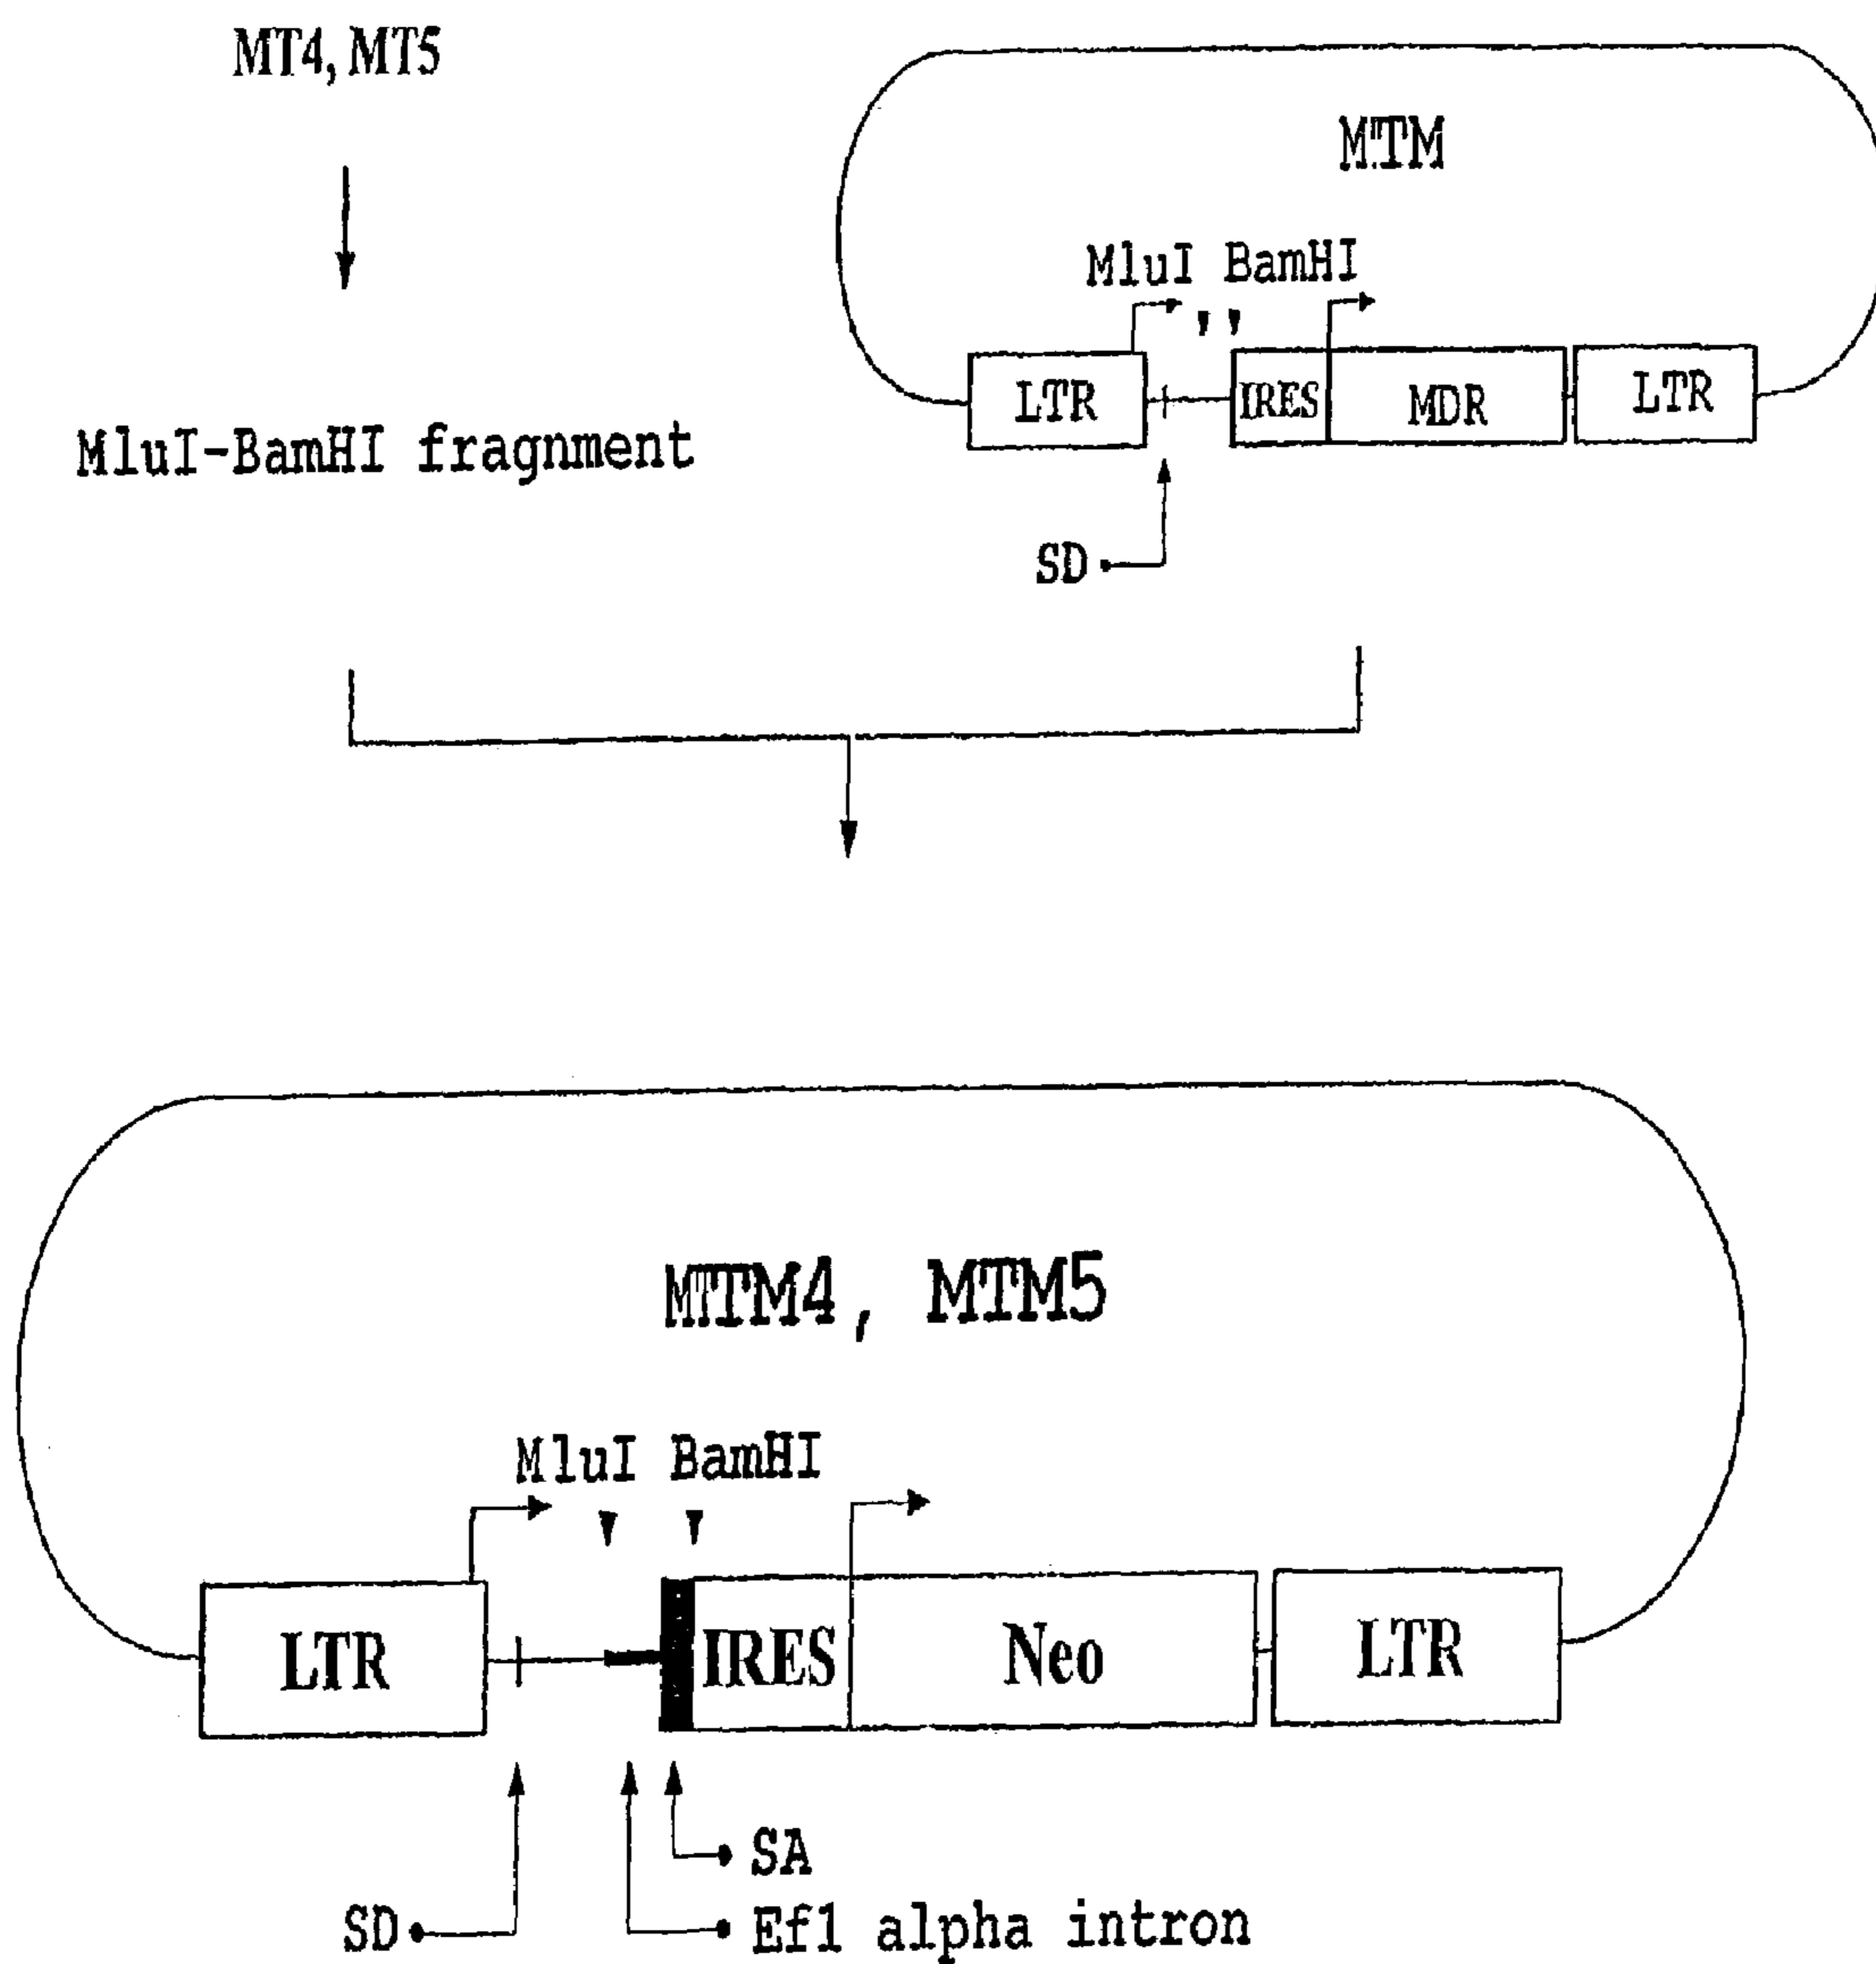 MT4, MT5
MTM
MluI BamHI
LTR
IRES
MDR
LTR
MluI-BamHI fragnment
SD
MTM4, MTM5
MluI BamHI
LTR
IRES
Neo
LTR
SA
SD
Ef1 alpha intron